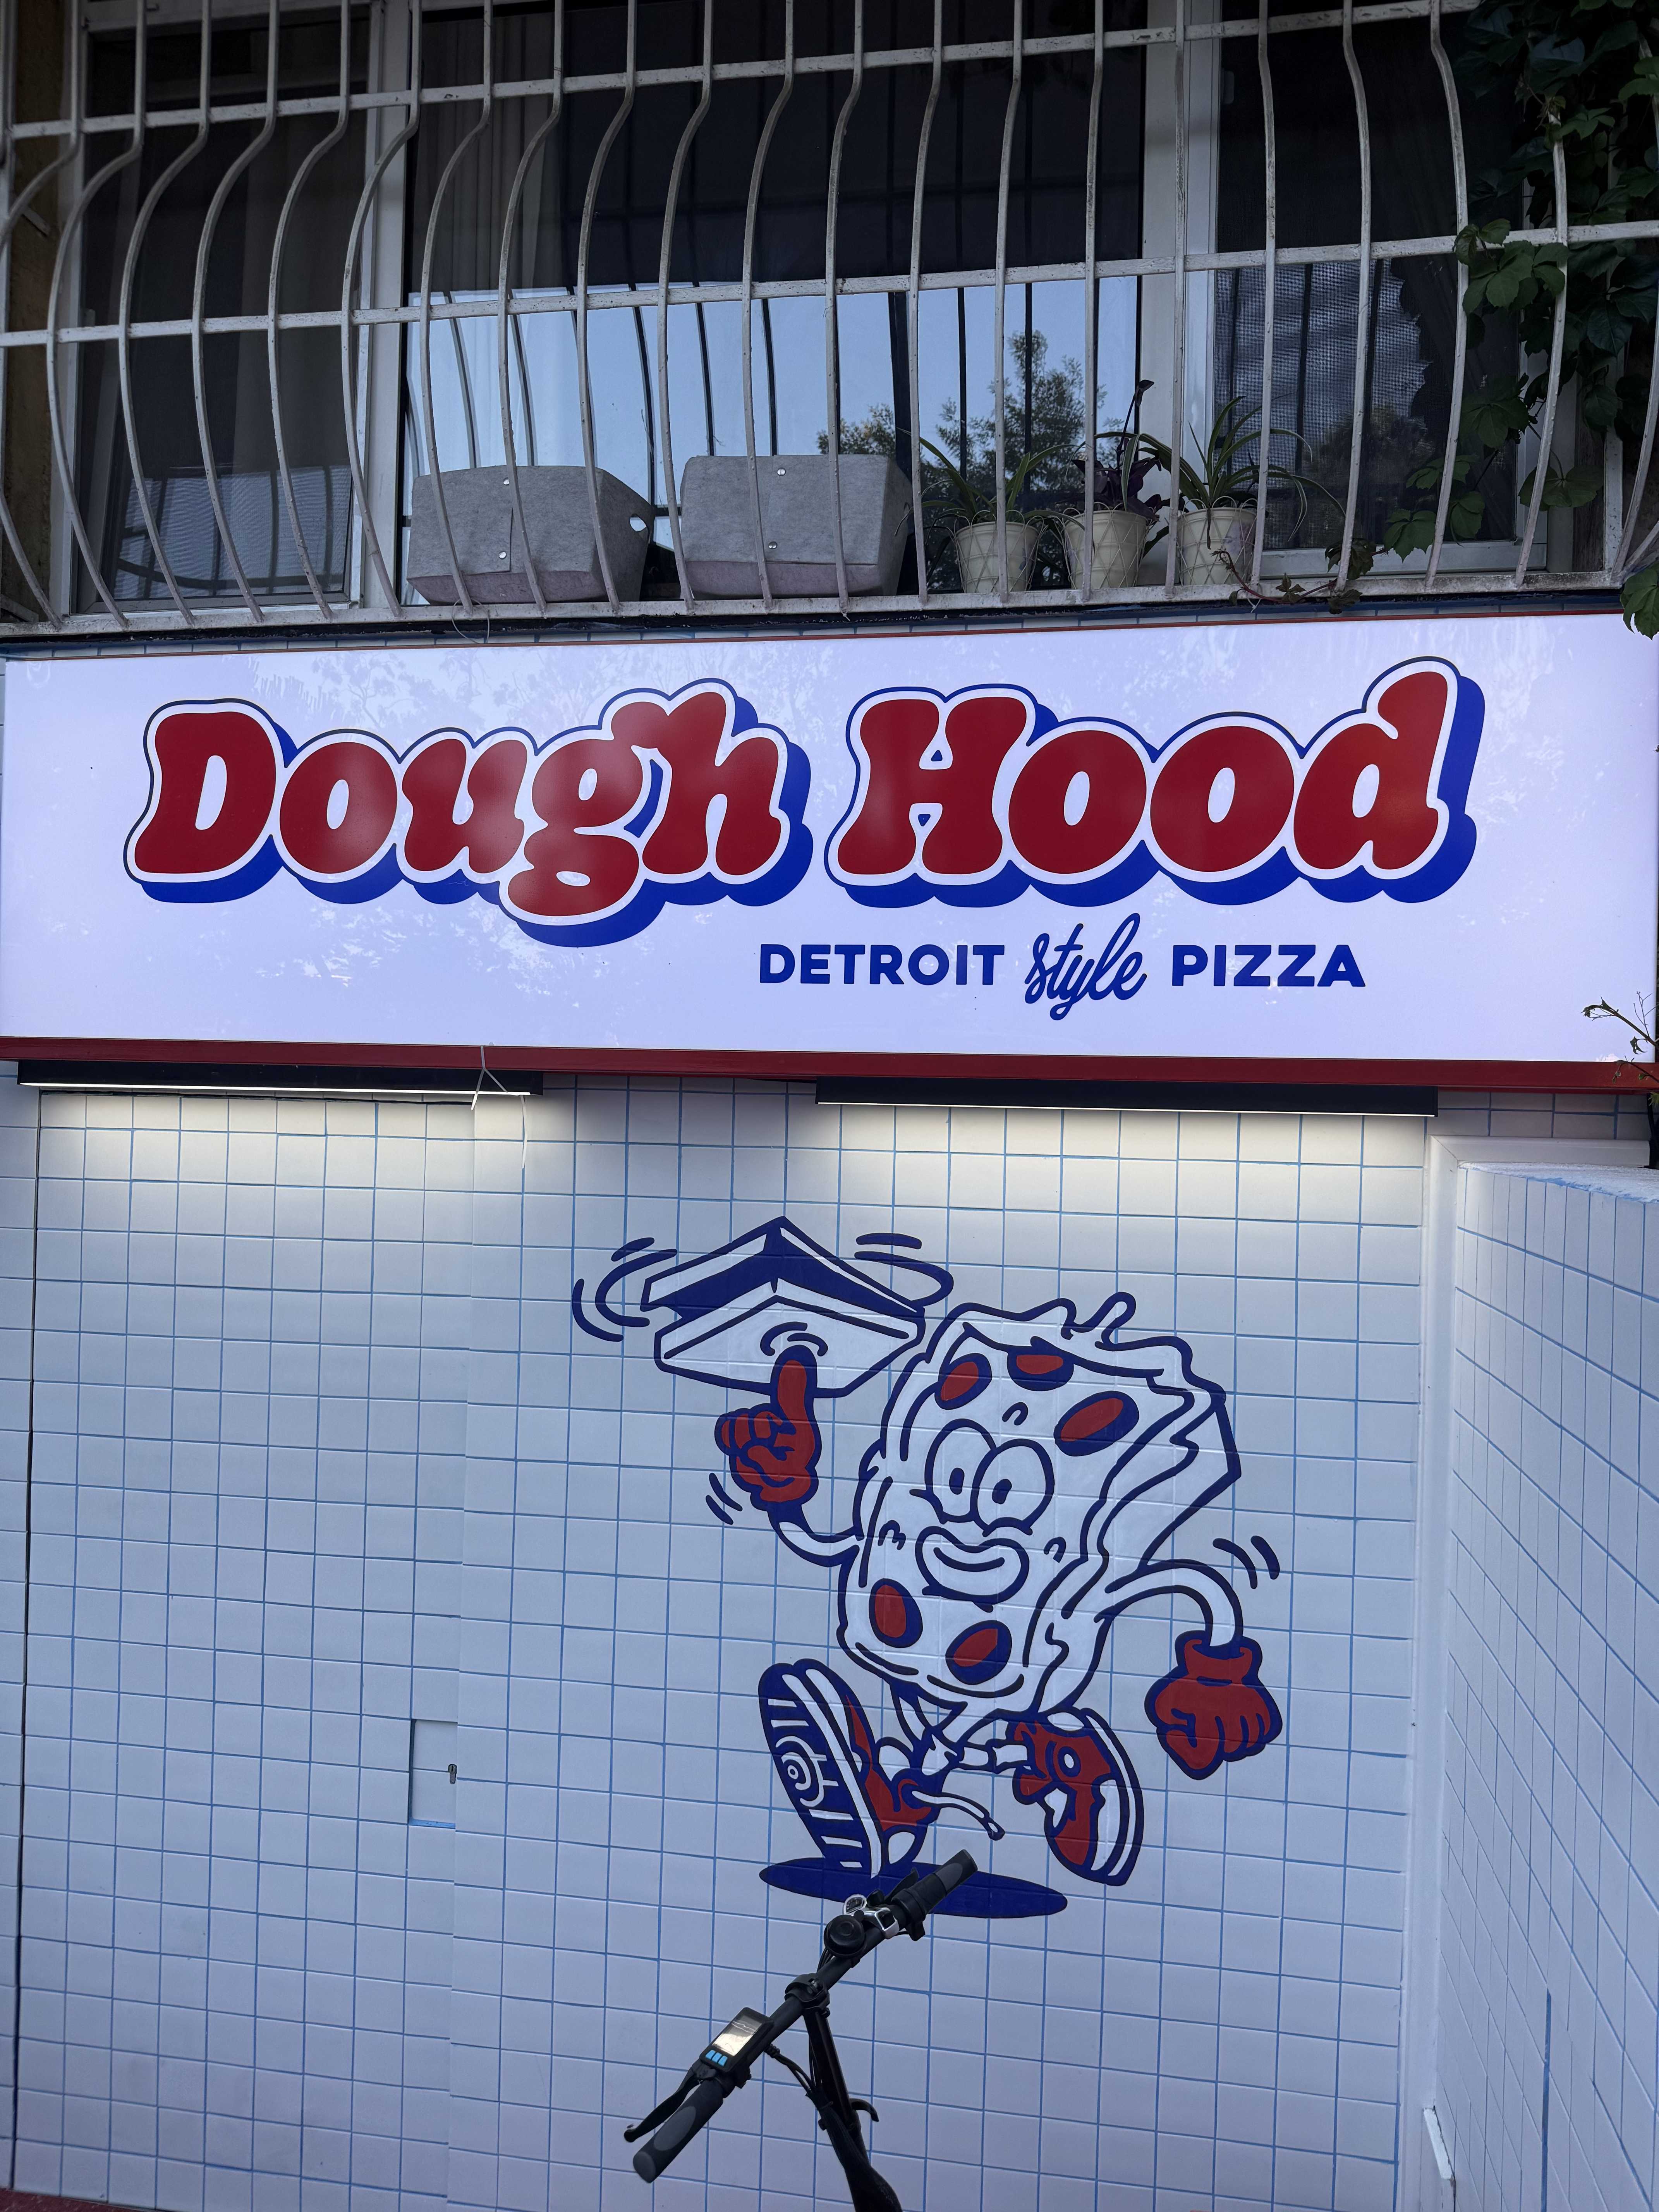 Dough Hood
DETROIT style PIZZA